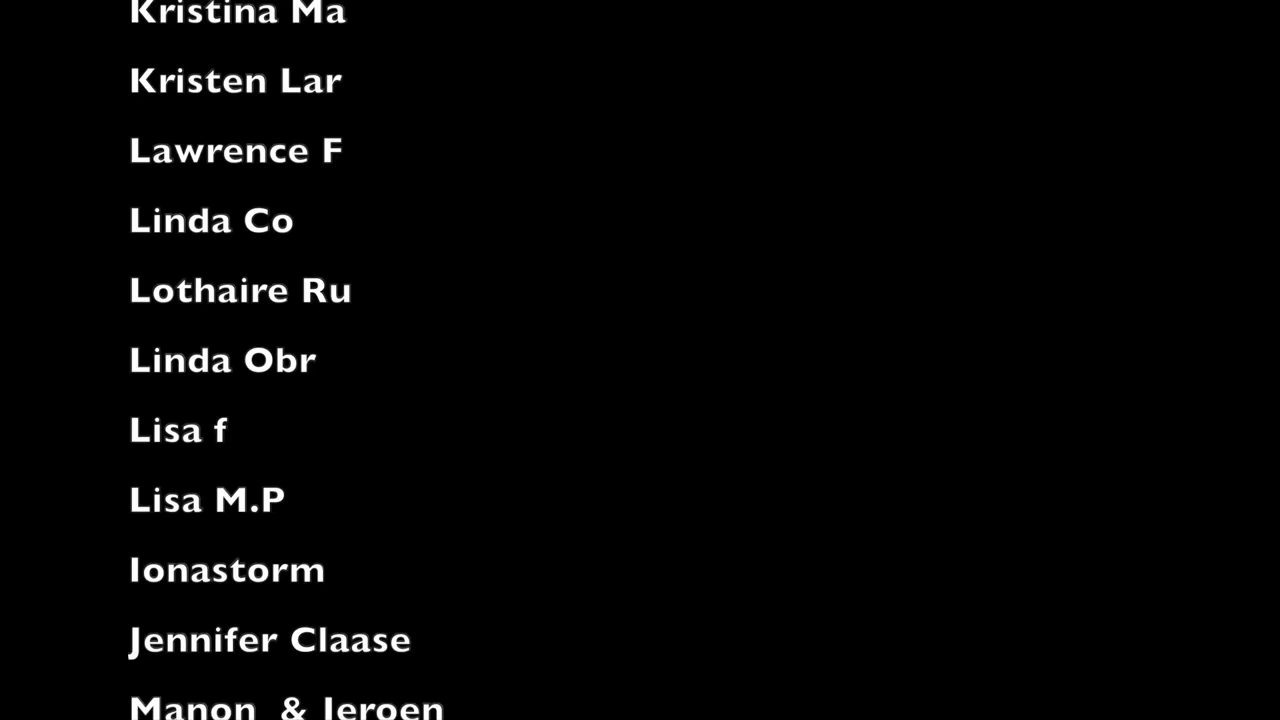 Kristina Ma
Kristen Lar
Lawrence F
Linda Co
Lothaire Ru
Linda Obr
Lisa f
Lisa M.P
Ionastorm
Jennifer Claase
Manon & Jeroen